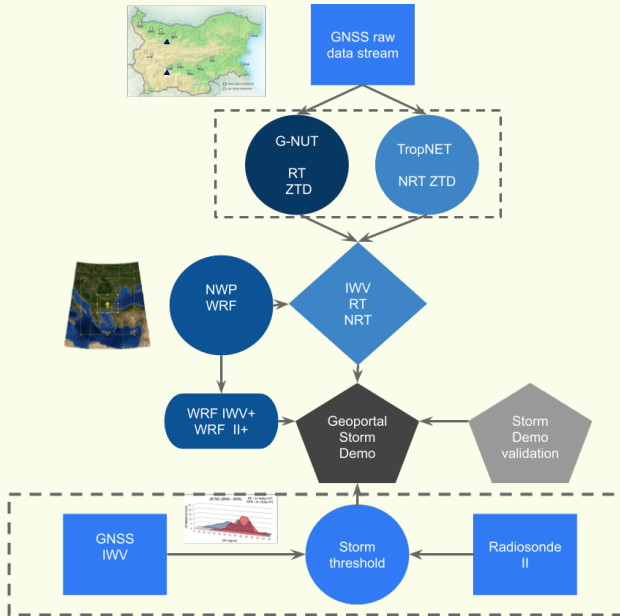 GNSS raw
data stream
G-NUT
RT
ZTD
TropNET
NRT ZTD
NWP
WRF
IWV
RT
NRT
WRF IWV+
WRF II+
Geoportal
Storm
Demo
Storm
Demo
validation
GNSS
IWV
Storm
threshold
Radiosonde
II